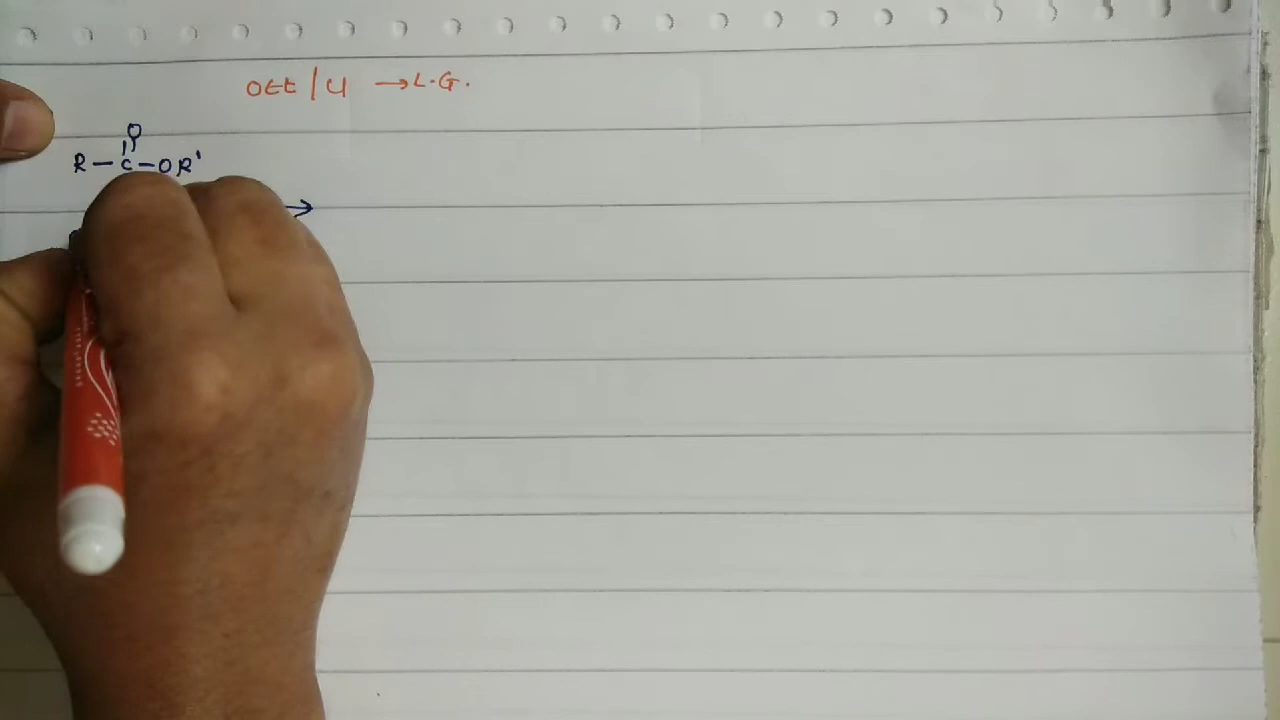 OEt / Cl → L.G.
O
R – C – OR'
→